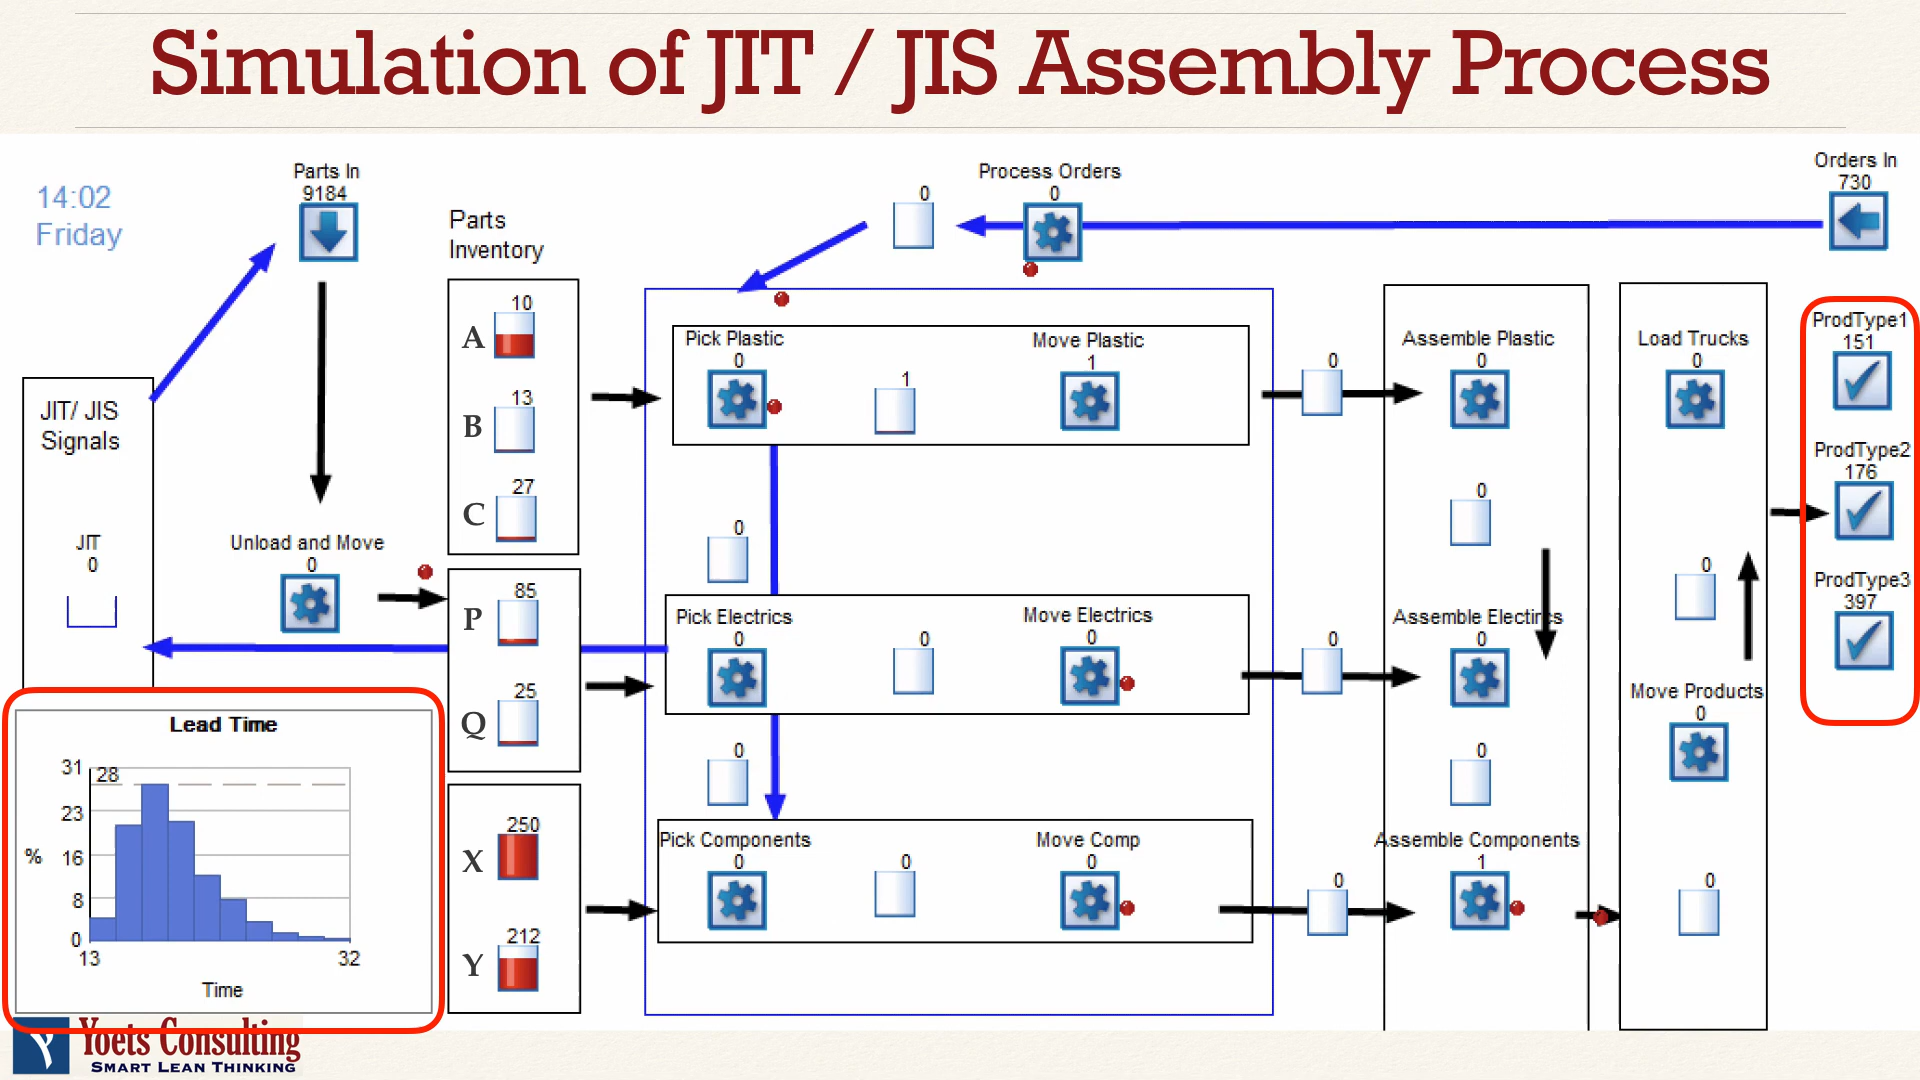 Simulation of JIT / JIS Assembly Process
14:02
Friday
Parts In
9184
Parts
Inventory
0
Process Orders
0
Orders In
730
JIT/ JIS
Signals
JIT
0
Unload and Move
0
A
10
B
13
C
27
P
85
Q
25
X
250
Y
212
Pick Plastic
0
1
Move Plastic
1
0
0
Pick Electrics
0
0
Move Electrics
0
0
0
Pick Components
0
0
Move Comp
0
0
Assemble Plastic
0
0
Assemble Electrics
0
0
Assemble Components
1
Load Trucks
0
0
Move Products
0
0
ProdType1
151
ProdType2
176
ProdType3
397
Lead Time
31
28
23
%
16
8
0
13
32
Time
Yoets Consulting
SMART LEAN THINKING